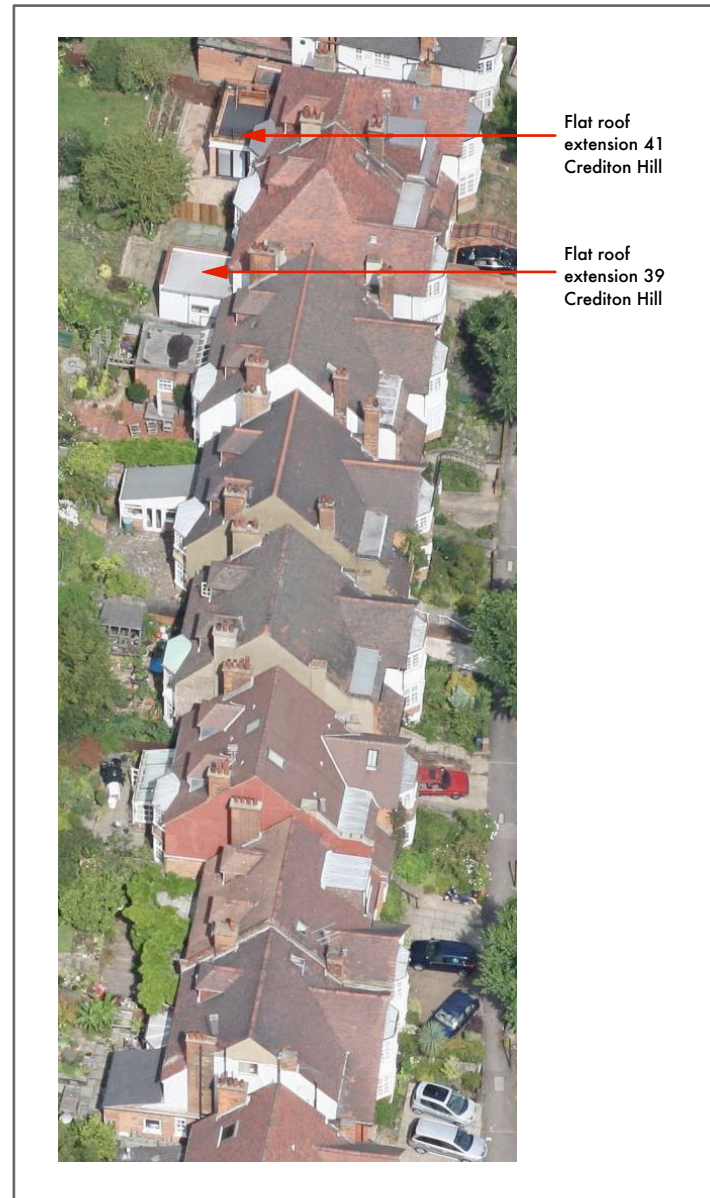 Flat roof
extension 41
Crediton Hill
Flat roof
extension 39
Crediton Hill